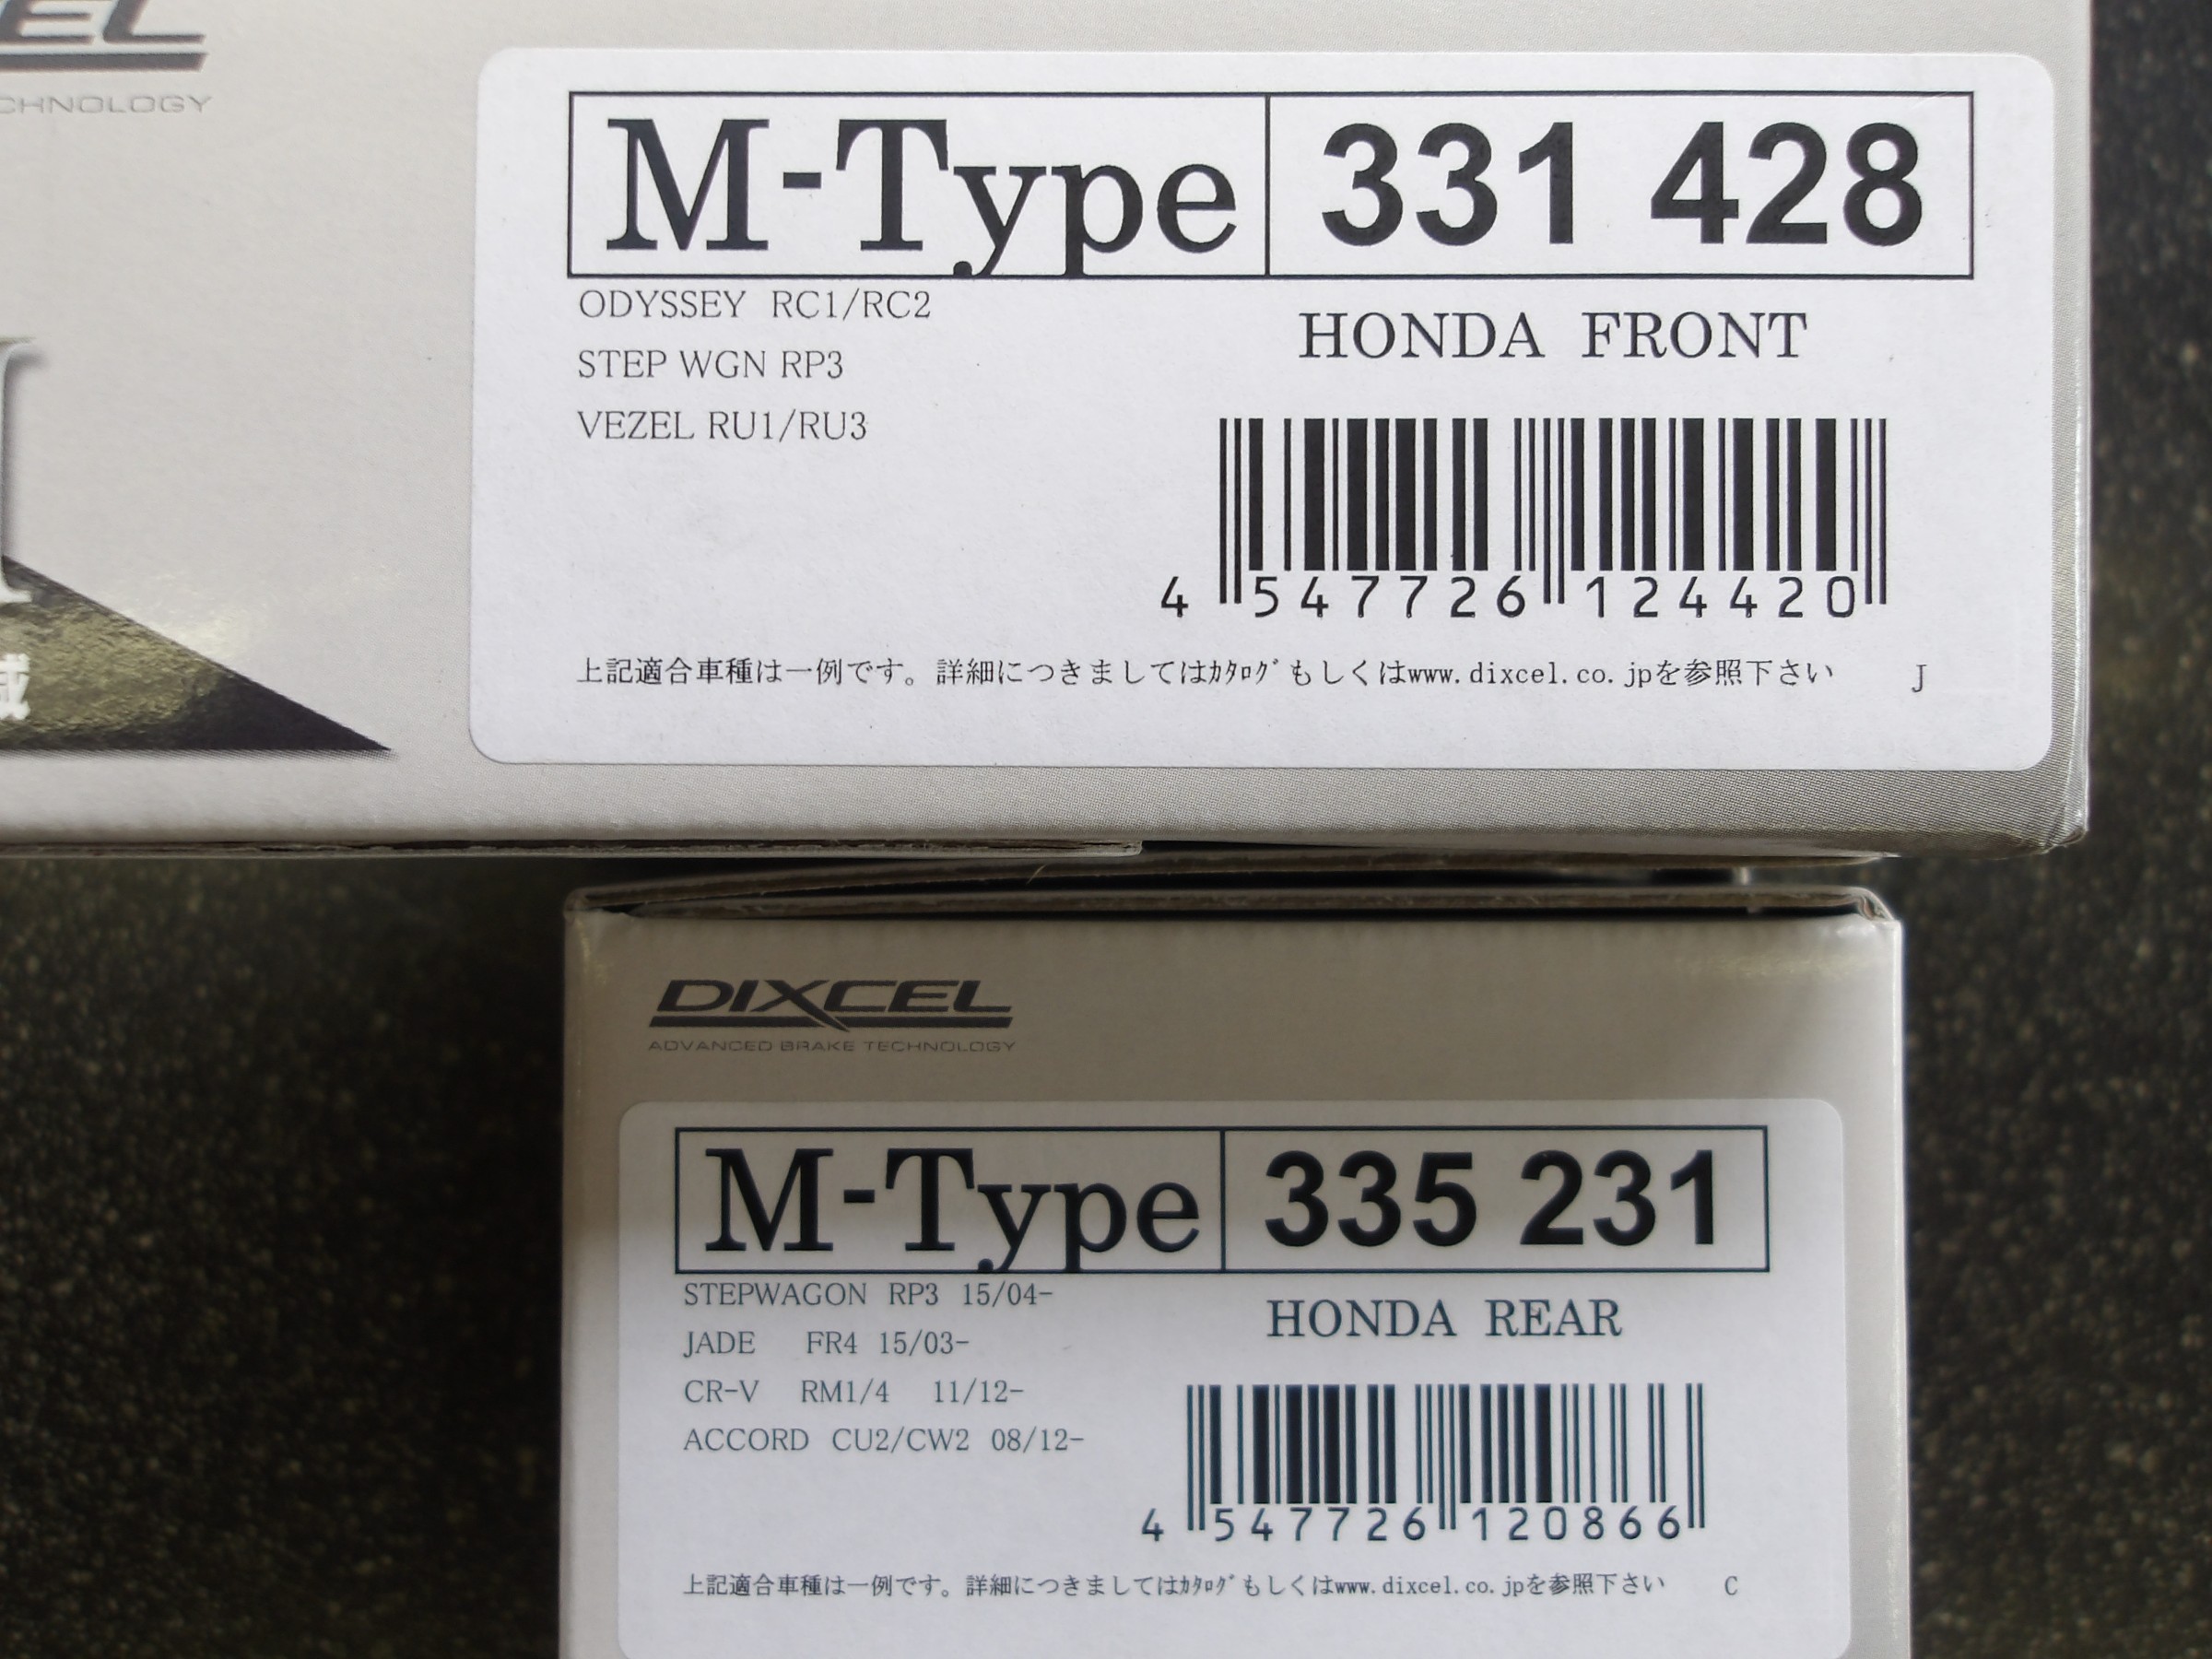 CHNOLOGY
M-Type 331 428
ODYSSEY RC1/RC2
STEP WGN RP3
VEZEL RU1/RU3
HONDA FRONT
4 547726 124420
上記適合車種は一例です。詳細につきましてはｶﾀﾛｸﾞもしくはwww.dixcel.co.jpを参照下さい J
DIXCEL
ADVANCED BRAKE TECHNOLOGY
M-Type 335 231
STEPWAGON RP3 15/04-
JADE FR4 15/03-
CR-V RM1/4 11/12-
ACCORD CU2/CW2 08/12-
HONDA REAR
4 547726 120866
上記適合車種は一例です。詳細につきましてはｶﾀﾛｸﾞもしくはwww.dixcel.co.jpを参照下さい C